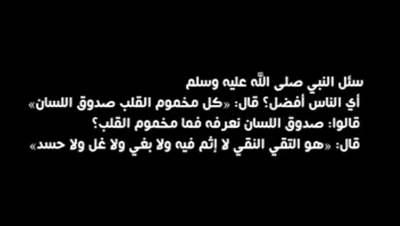 سئل النبي صلى الله عليه وسلم
أي الناس أفضل؟ قال: «كل مخموم القلب صدوق اللسان»
قالوا: صدوق اللسان نعرفه فما مخموم القلب؟
قال: «هو التقي النقي لا إثم فيه ولا بغي ولا غل ولا حسد»